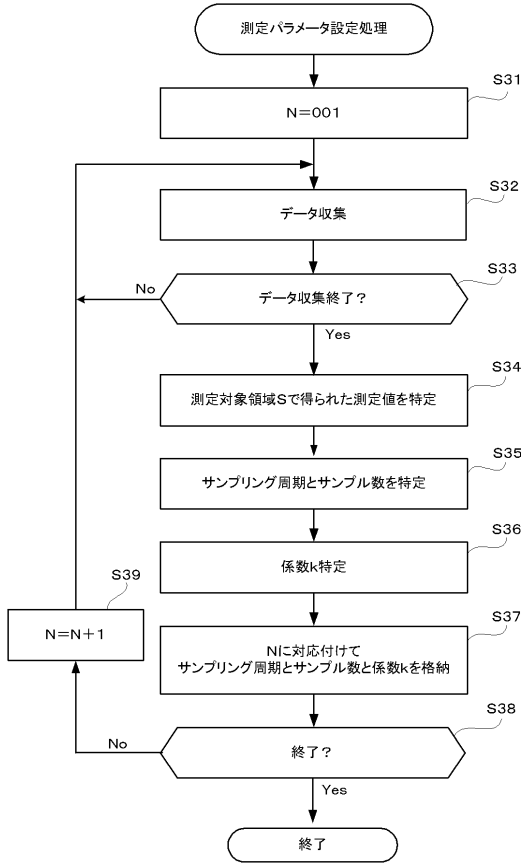 測定パラメータ設定処理
S31
N=001
S32
データ収集
S33
データ収集終了?
No
Yes
S34
測定対象領域Sで得られた測定値を特定
S35
サンプリング周期とサンプル数を特定
S36
係数k特定
S37
Nに対応付けて
サンプリング周期とサンプル数と係数kを格納
S39
N=N+1
S38
終了?
No
Yes
終了